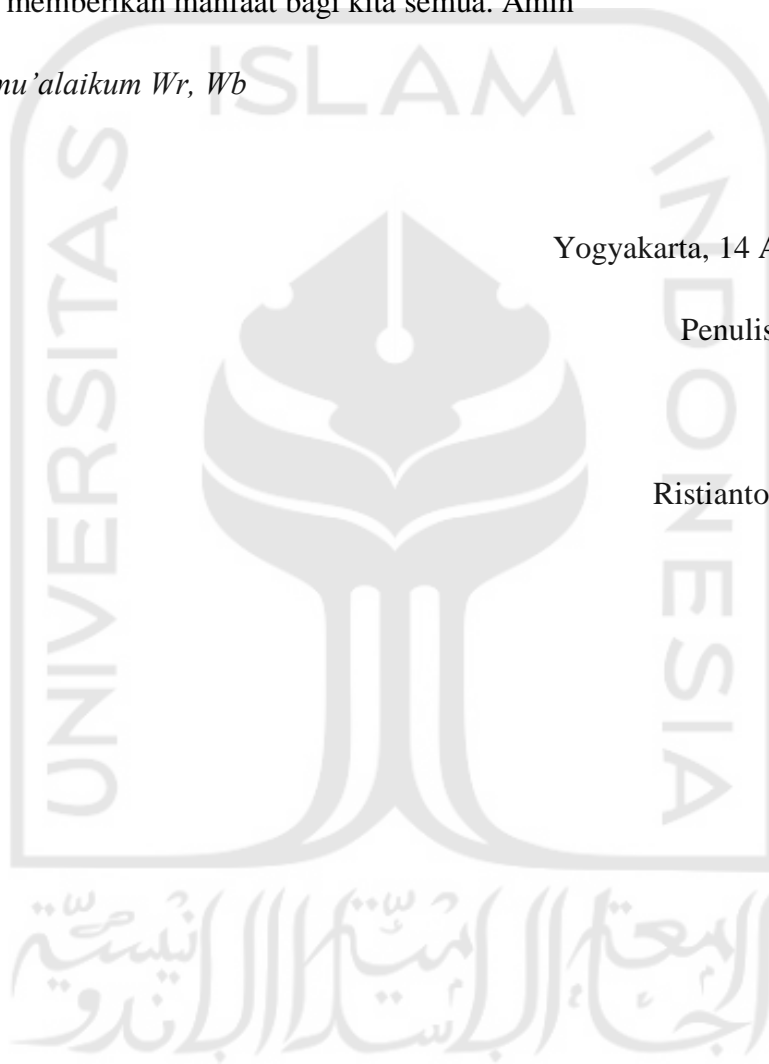 memberikan manfaat bagi kita semua. Amin
mu’alaikum Wr, Wb
ISLAM
UNIVERSITAS
INDONESIA
Yogyakarta, 14 A
Penulis
Ristianto